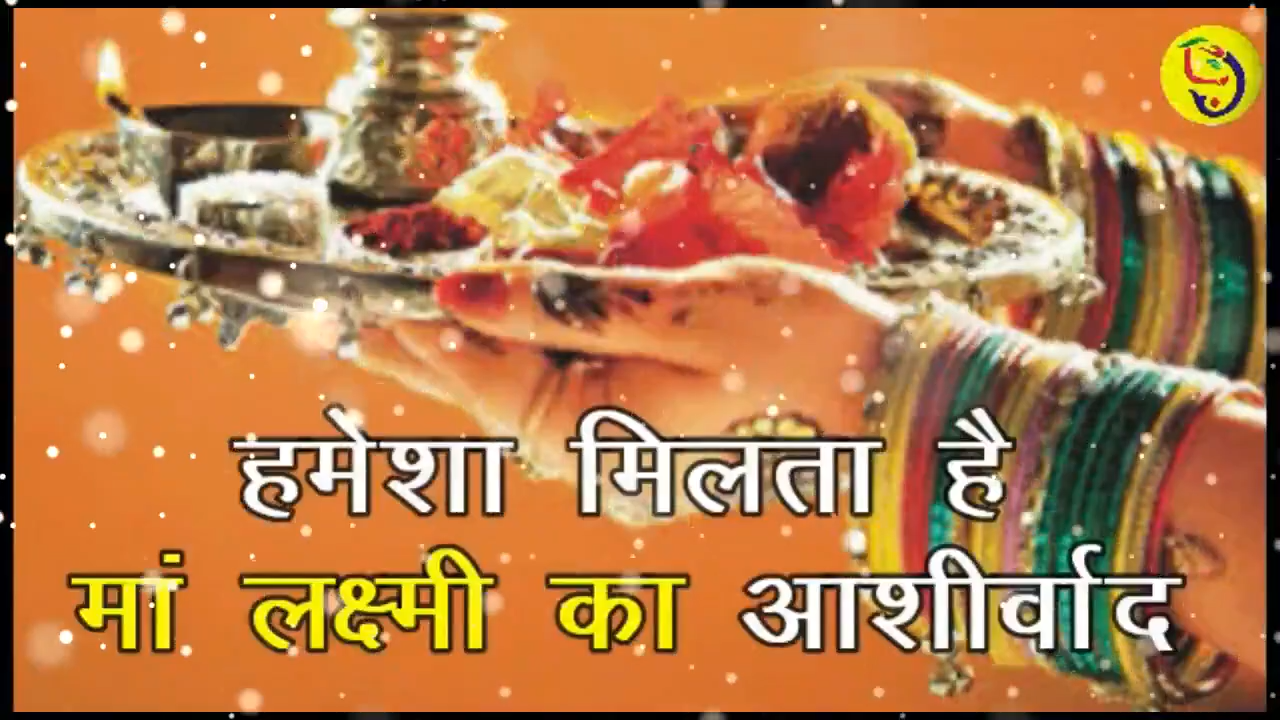 हमेशा मिलता है
मां लक्ष्मी का आशीर्वाद